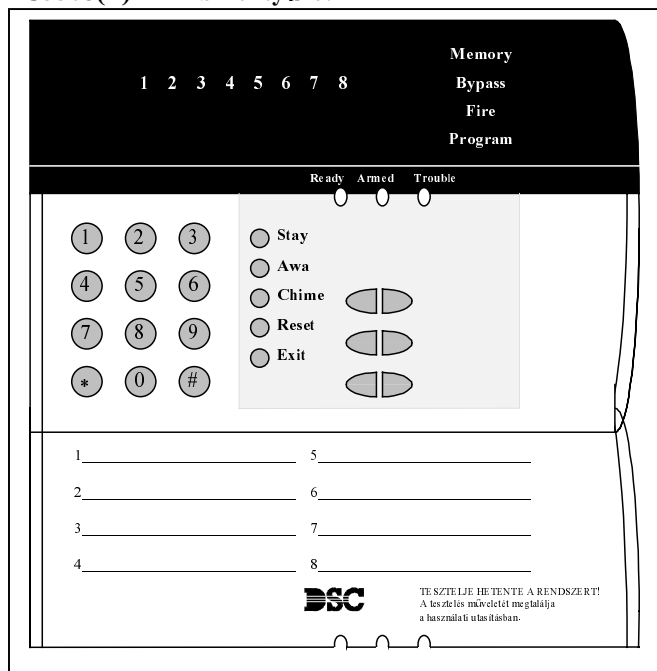 Memory
1 2 3 4 5 6 7 8 Bypass
Fire
Program
Ready Armed Trouble
1 2 3 Stay
Awa
4 5 6 Chime
7 8 9 Reset
Exit
* 0 #
1 5
2 6
3 7
4 8
DSC
TESZTELJE HETENTE A RENDSZERT!
A tesztelés műveletét megtalálja
a használati utasításban.